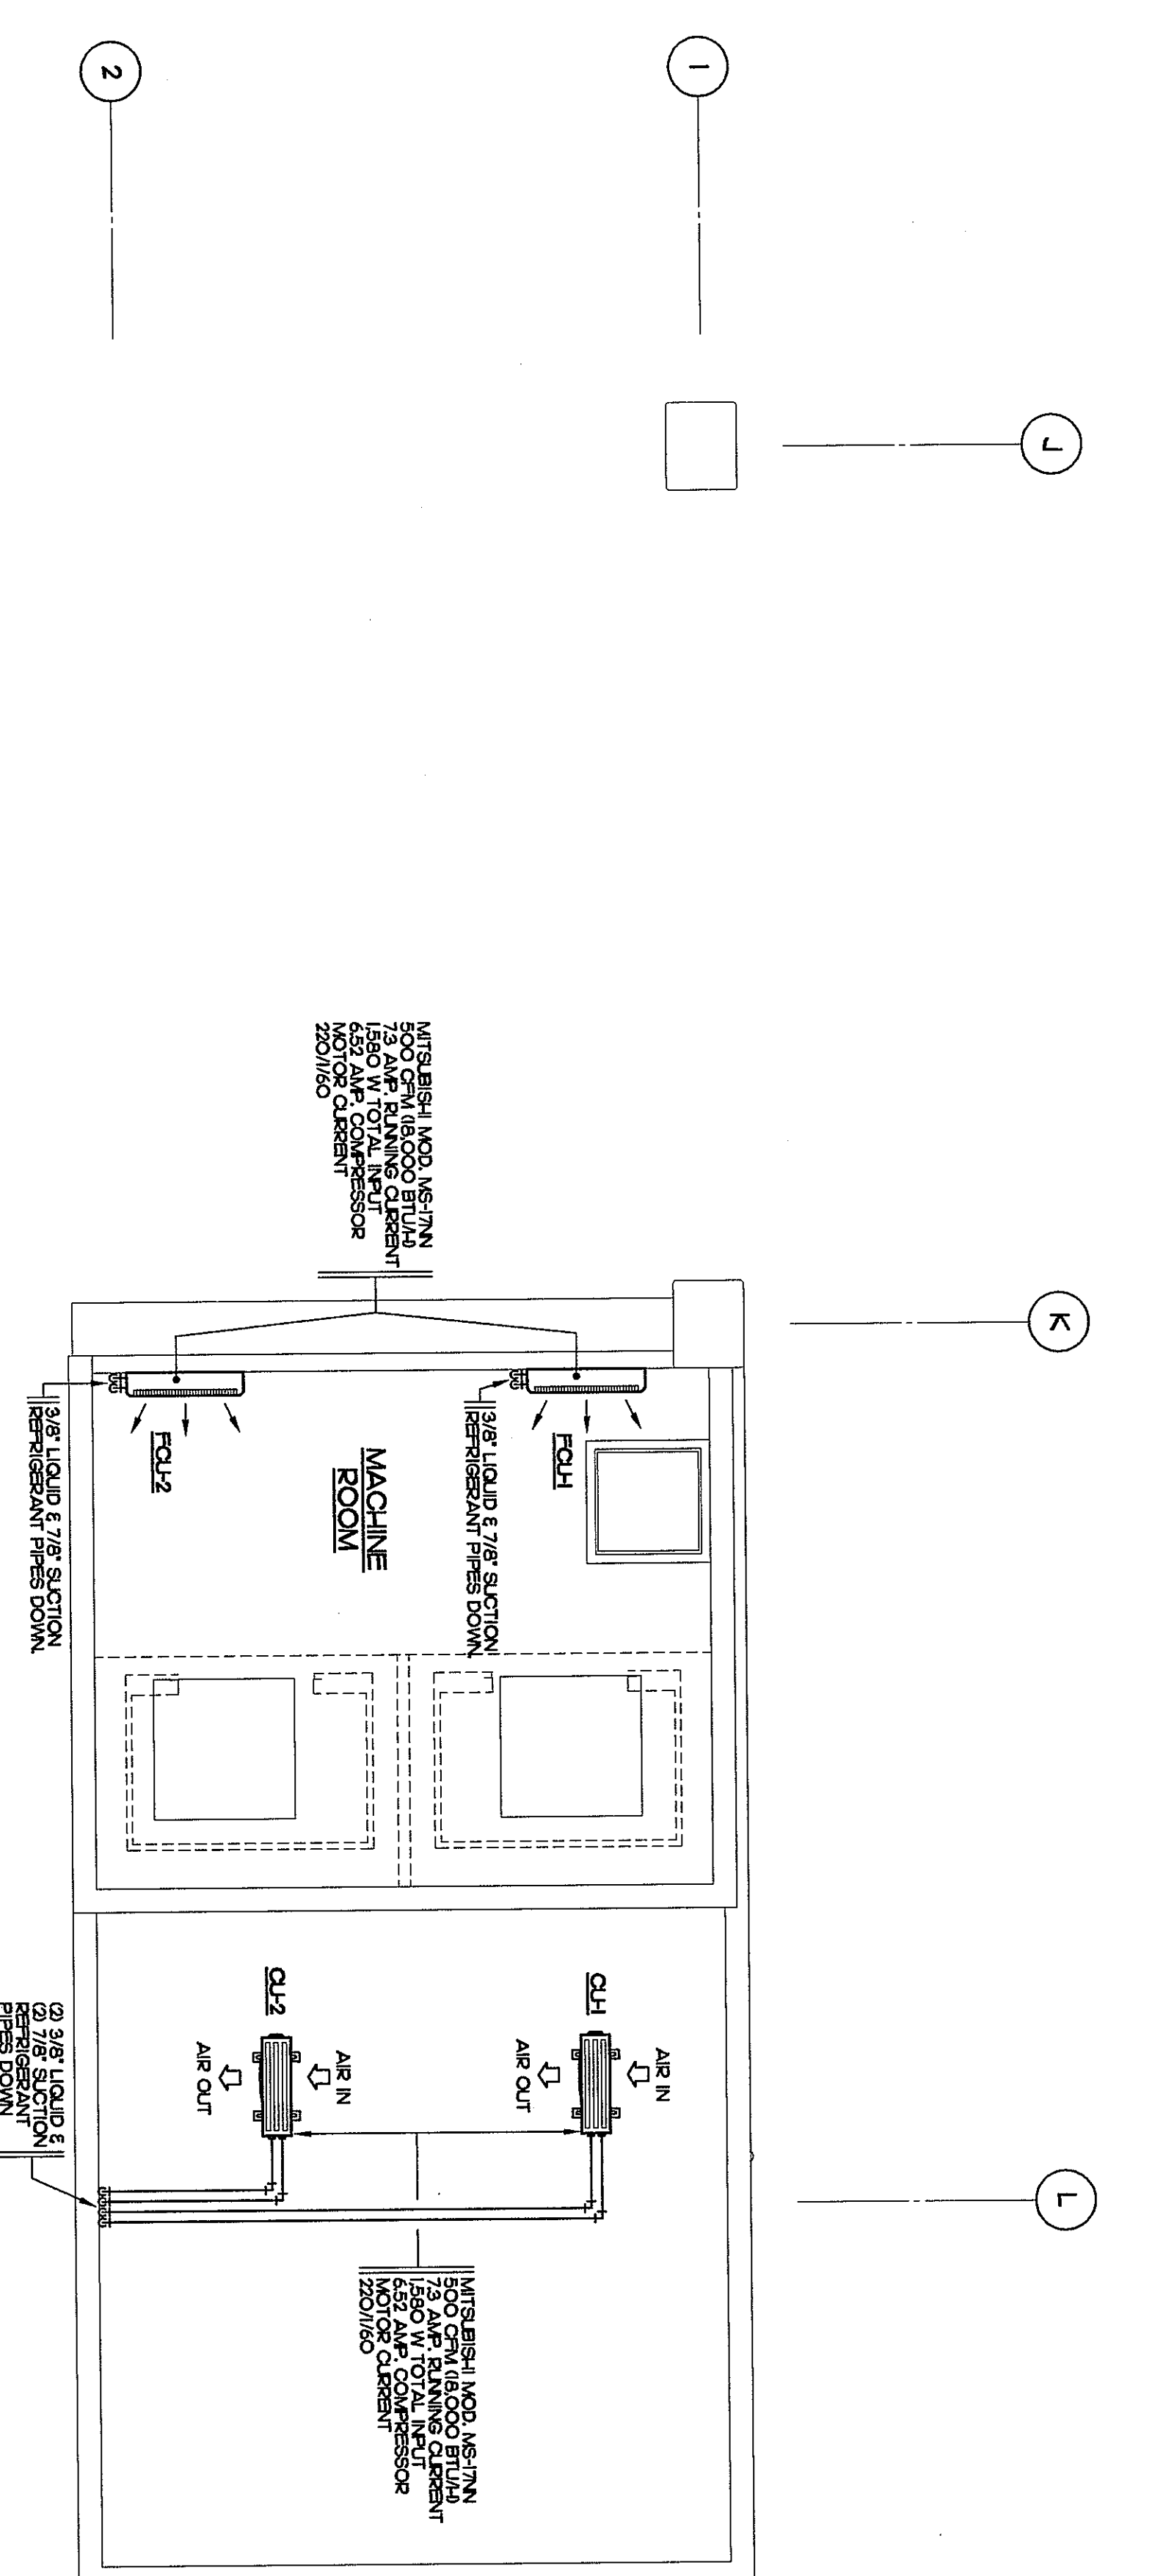 1
2
J
K
L
MITSUBISHI MOD. MS-17NN
500 CFM (18,000 BTU/H)
7.3 AMP. RUNNING CURRENT
1,580 W TOTAL INPUT
6.52 AMP. COMPRESSOR
MOTOR CURRENT
220/1/60
3/8" LIQUID & 7/8" SUCTION
REFRIGERANT PIPES DOWN.
FCU-1
MACHINE
ROOM
FCU-2
3/8" LIQUID & 7/8" SUCTION
REFRIGERANT PIPES DOWN.
CU-1
AIR IN
AIR OUT
CU-2
AIR IN
AIR OUT
MITSUBISHI MOD. MS-17NN
500 CFM (18,000 BTU/H)
7.3 AMP. RUNNING CURRENT
1,580 W TOTAL INPUT
6.52 AMP. COMPRESSOR
MOTOR CURRENT
220/1/60
(2) 3/8" LIQUID &
(2) 7/8" SUCTION
REFRIGERANT
PIPES DOWN